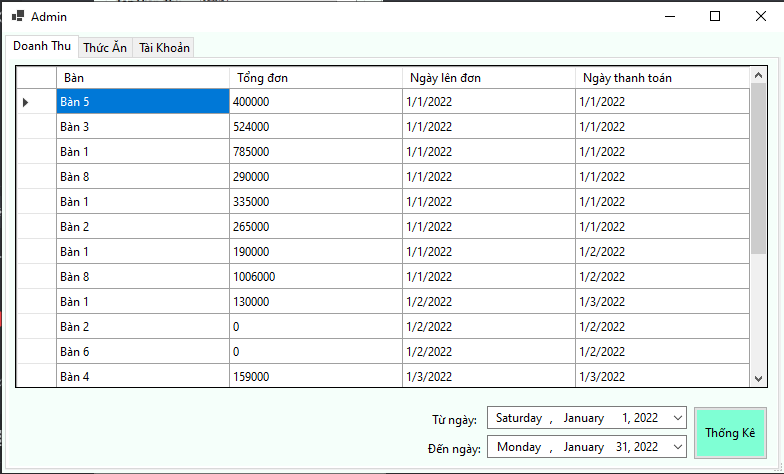 Admin
Doanh Thu Thức Ăn Tài Khoản
Bàn Tổng đơn Ngày lên đơn Ngày thanh toán
Bàn 5 400000 1/1/2022 1/1/2022
Bàn 3 524000 1/1/2022 1/1/2022
Bàn 1 785000 1/1/2022 1/1/2022
Bàn 8 290000 1/1/2022 1/1/2022
Bàn 1 335000 1/1/2022 1/1/2022
Bàn 2 265000 1/1/2022 1/1/2022
Bàn 1 190000 1/1/2022 1/2/2022
Bàn 8 1006000 1/1/2022 1/2/2022
Bàn 1 130000 1/2/2022 1/3/2022
Bàn 2 0 1/2/2022 1/2/2022
Bàn 6 0 1/2/2022 1/2/2022
Bàn 4 159000 1/3/2022 1/3/2022
Từ ngày: Saturday , January 1, 2022
Đến ngày: Monday , January 31, 2022
Thống Kê